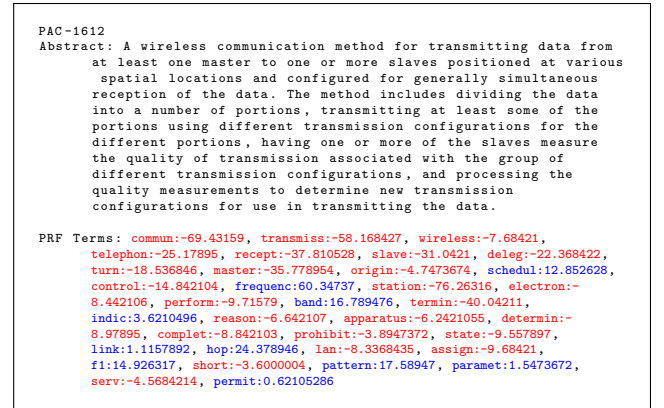 PAC-1612
Abstract: A wireless communication method for transmitting data from
at least one master to one or more slaves positioned at various
spatial locations and configured for generally simultaneous
reception of the data. The method includes dividing the data
into a number of portions, transmitting at least some of the
portions using different transmission configurations for the
different portions, having one or more of the slaves measure
the quality of transmission associated with the group of
different transmission configurations, and processing the
quality measurements to determine new transmission
configurations for use in transmitting the data.
PRF Terms: commun:-69.43159, transmiss:-58.168427, wireless:-7.68421,
telephon:-25.17895, recept:-37.810528, slave:-31.0421, deleg:-22.368422,
turn:-18.536846, master:-35.778954, origin:-4.7473674, schedul:12.852628,
control:-14.842104, frequenc:60.34737, station:-76.26316, electron:-
8.442106, perform:-9.71579, band:16.789476, termin:-40.04211,
indic:3.6210496, reason:-6.642107, apparatus:-6.2421055, determin:-
8.97895, complet:-8.842103, prohibit:-3.8947372, state:-9.557897,
link:1.1157892, hop:24.378946, lan:-8.3368435, assign:-9.68421,
f1:14.926317, short:-3.6000004, pattern:17.58947, paramet:1.5473672,
serv:-4.5684214, permit:0.62105286